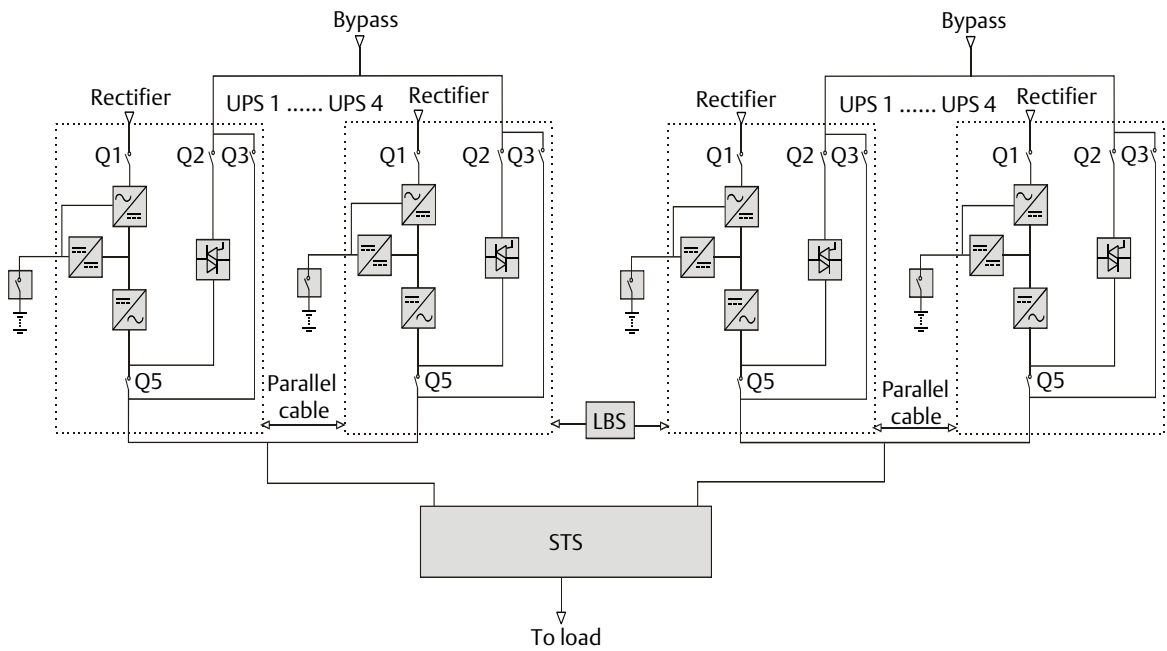 Bypass
Bypass
Rectifier
UPS 1 ...... UPS 4
Rectifier
Rectifier
UPS 1 ...... UPS 4
Rectifier
Q1
Q2
Q3
Q1
Q2
Q3
Q1
Q2
Q3
Q1
Q2
Q3
Q5
Parallel
cable
Q5
Q5
Parallel
cable
Q5
LBS
STS
To load